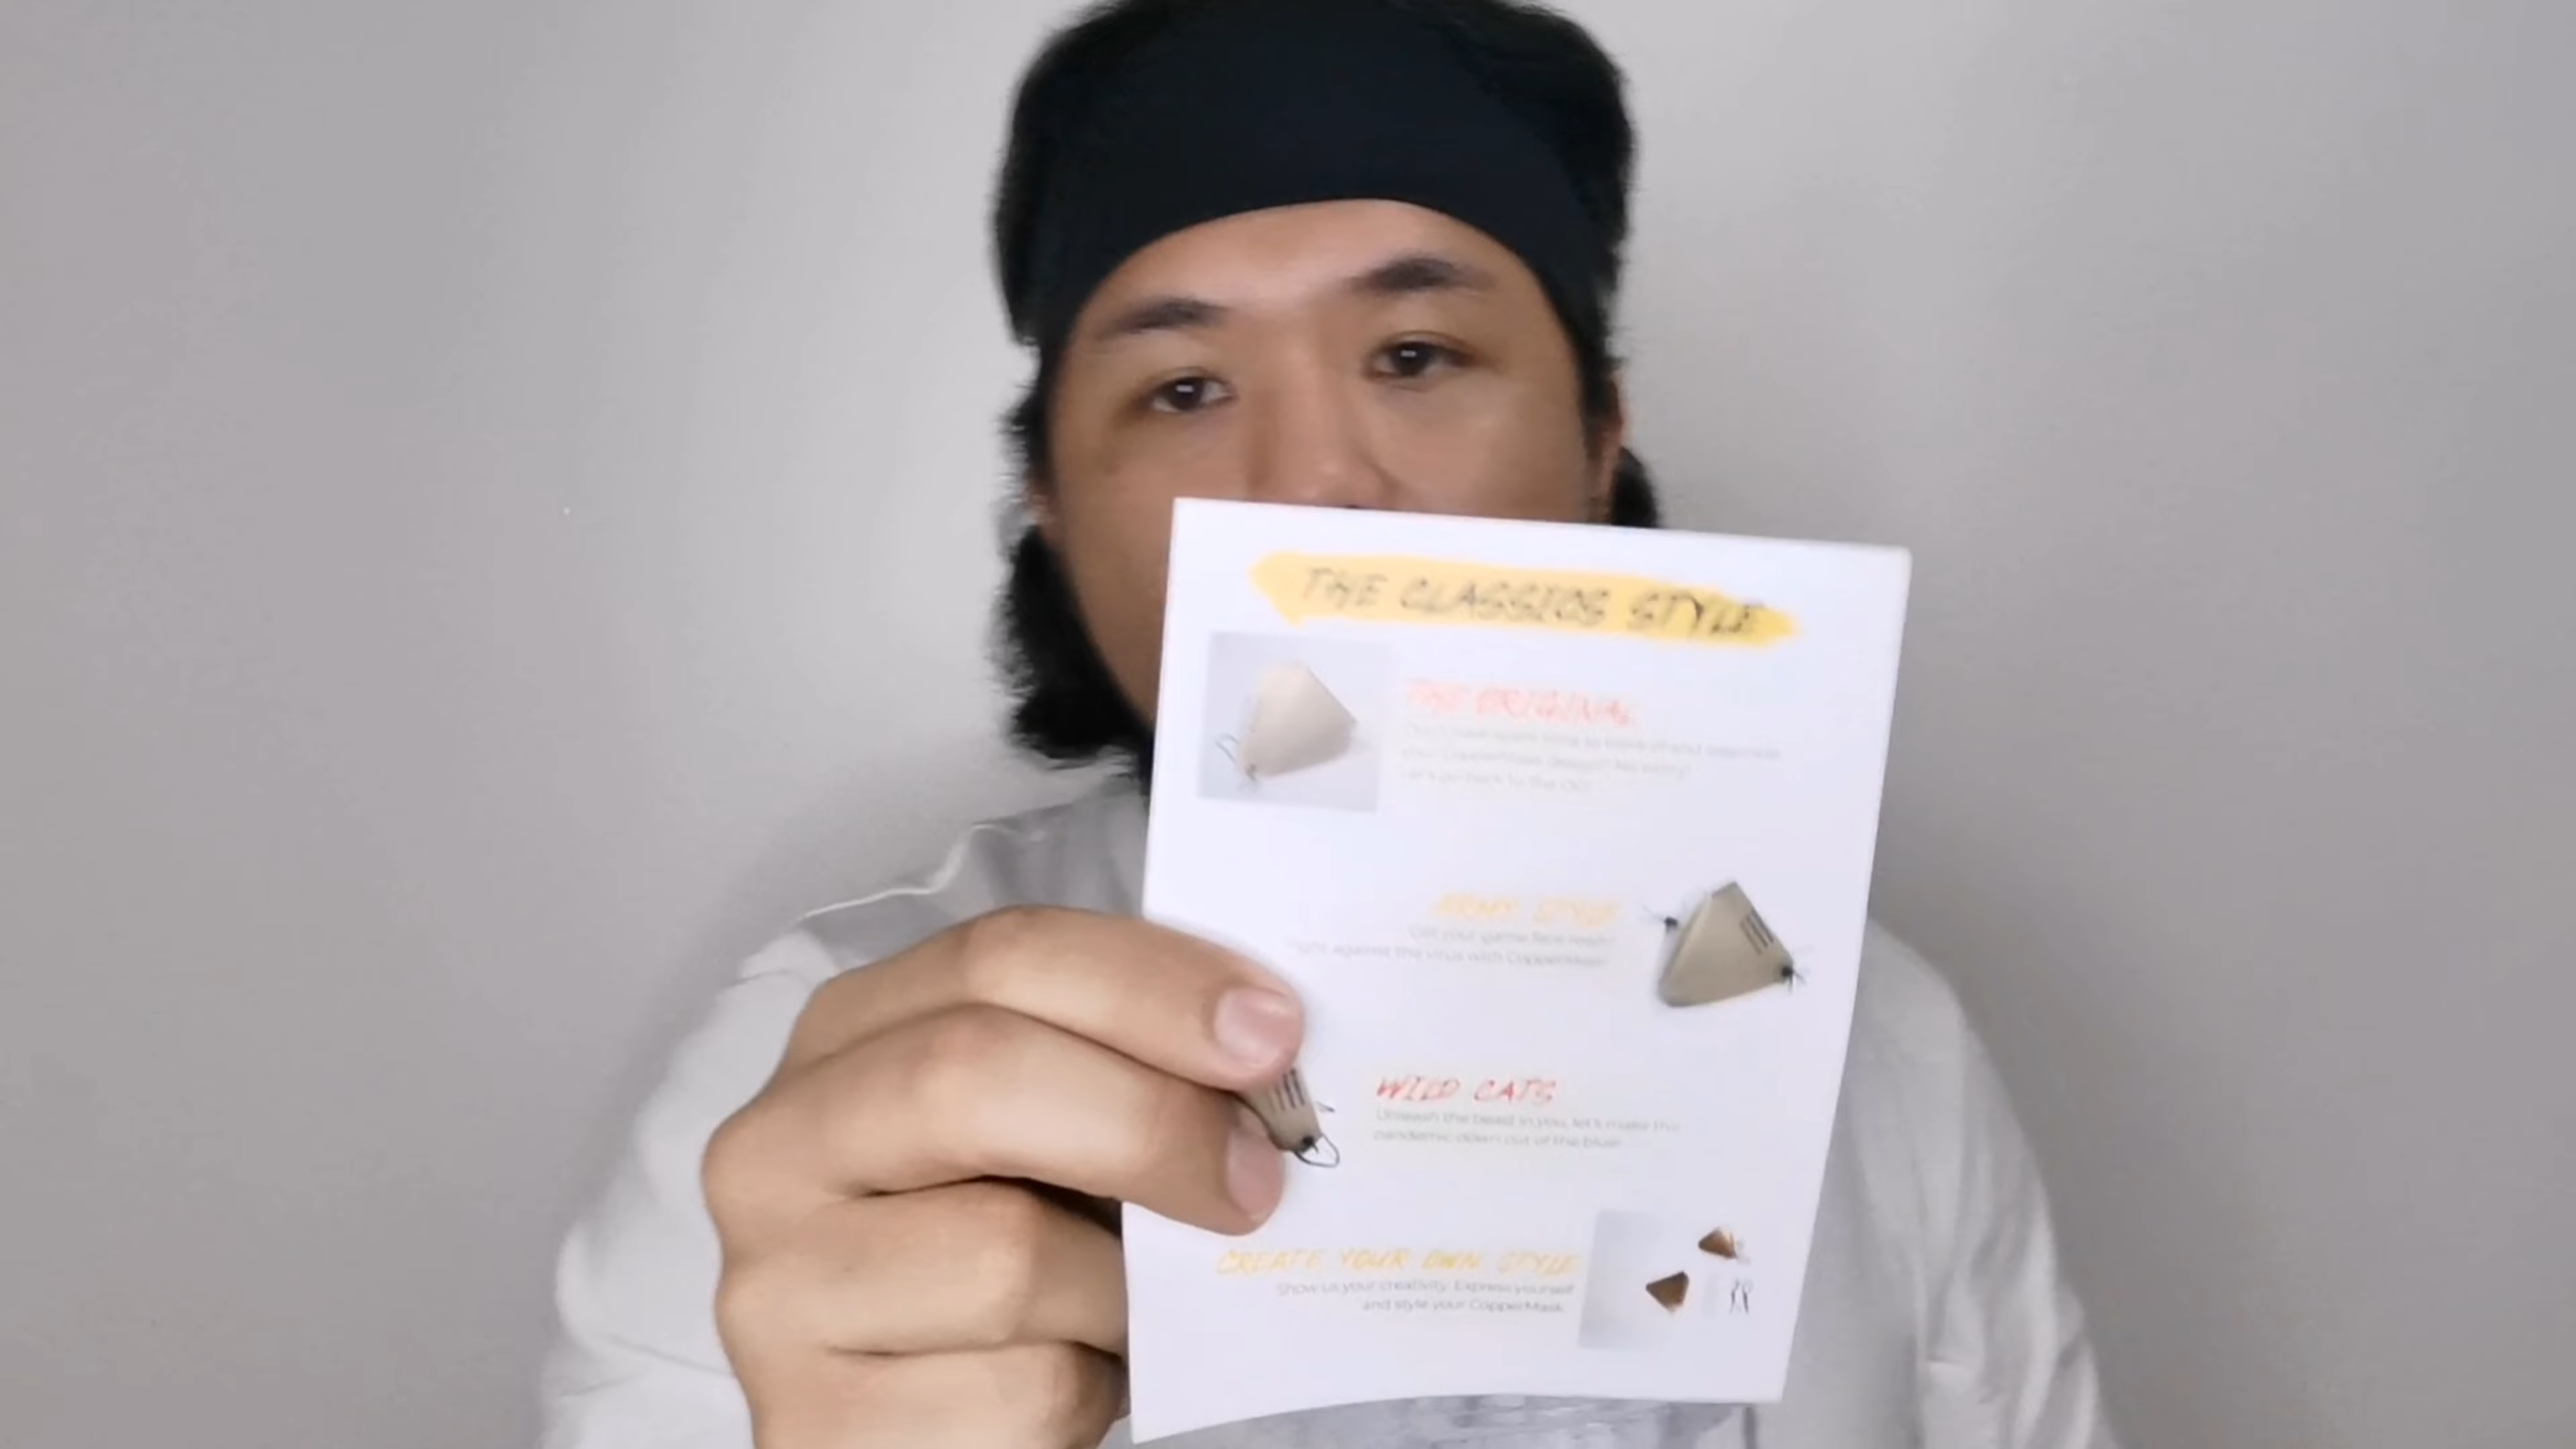 THE CLASSICS STYLE
THE ORIGINAL
Don't have spare time to think of and organize
your CopperMask design? No worry!
Let's go back to the OG!
ARMY STYLE
Get your game face ready!
Fight against the virus with CopperMask!
WILD CATS
Unleash the beast in you, let's make this
pandemic down out of the blue!
CREATE YOUR OWN STYLE
Show us your creativity. Express yourself
and style your CopperMask.